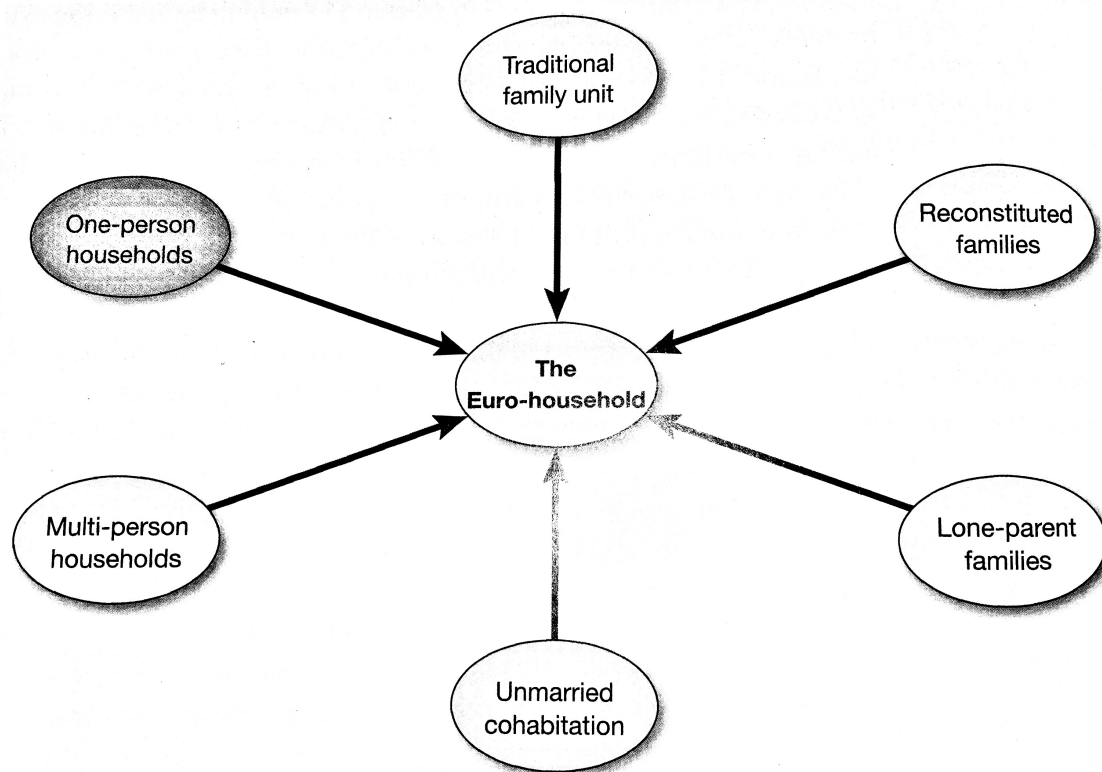 Traditional
family unit
One-person
households
Reconstituted
families
The
Euro-household
Multi-person
households
Lone-parent
families
Unmarried
cohabitation